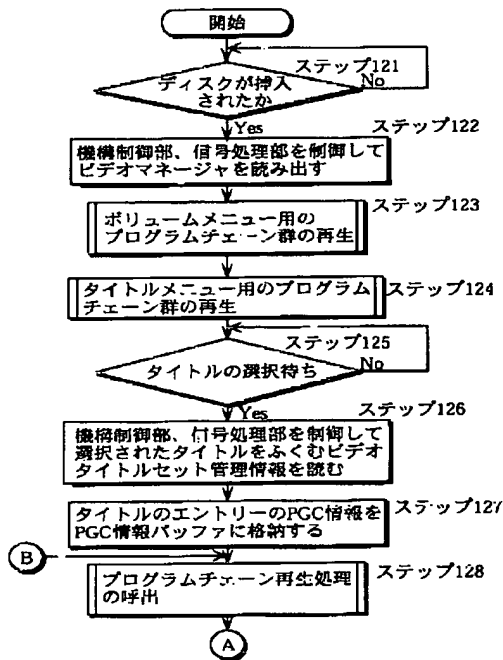 開始
ステップ121
ディスクが挿入
されたか
No
Yes
ステップ122
機構制御部、信号処理部を制御して
ビデオマネージャを読み出す
ステップ123
ボリュームメニュー用の
プログラムチェーン群の再生
タイトルメニュー用のプログラム
チェーン群の再生
ステップ124
ステップ125
タイトルの選択待ち
No
Yes
ステップ126
機構制御部、信号処理部を制御して
選択されたタイトルをふくむビデオ
タイトルセット管理情報を読む
ステップ127
タイトルのエントリーのPGC情報を
PGC情報バッファに格納する
B
ステップ128
プログラムチェーン再生処理
の呼出
A